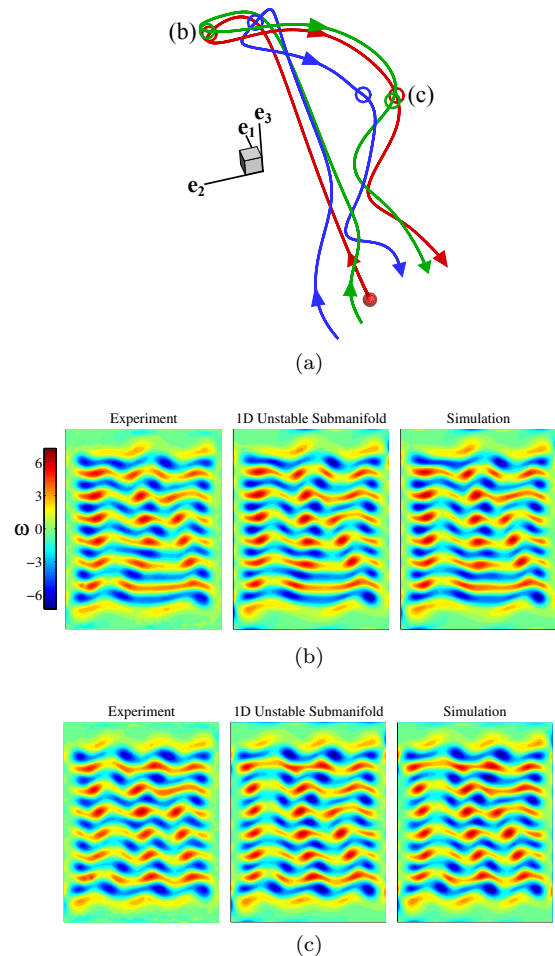 (b)
(c)
e1
e3
e2
(a)
Experiment 1D Unstable Submanifold Simulation
6
3
ω 0
−3
−6
(b)
Experiment 1D Unstable Submanifold Simulation
(c)